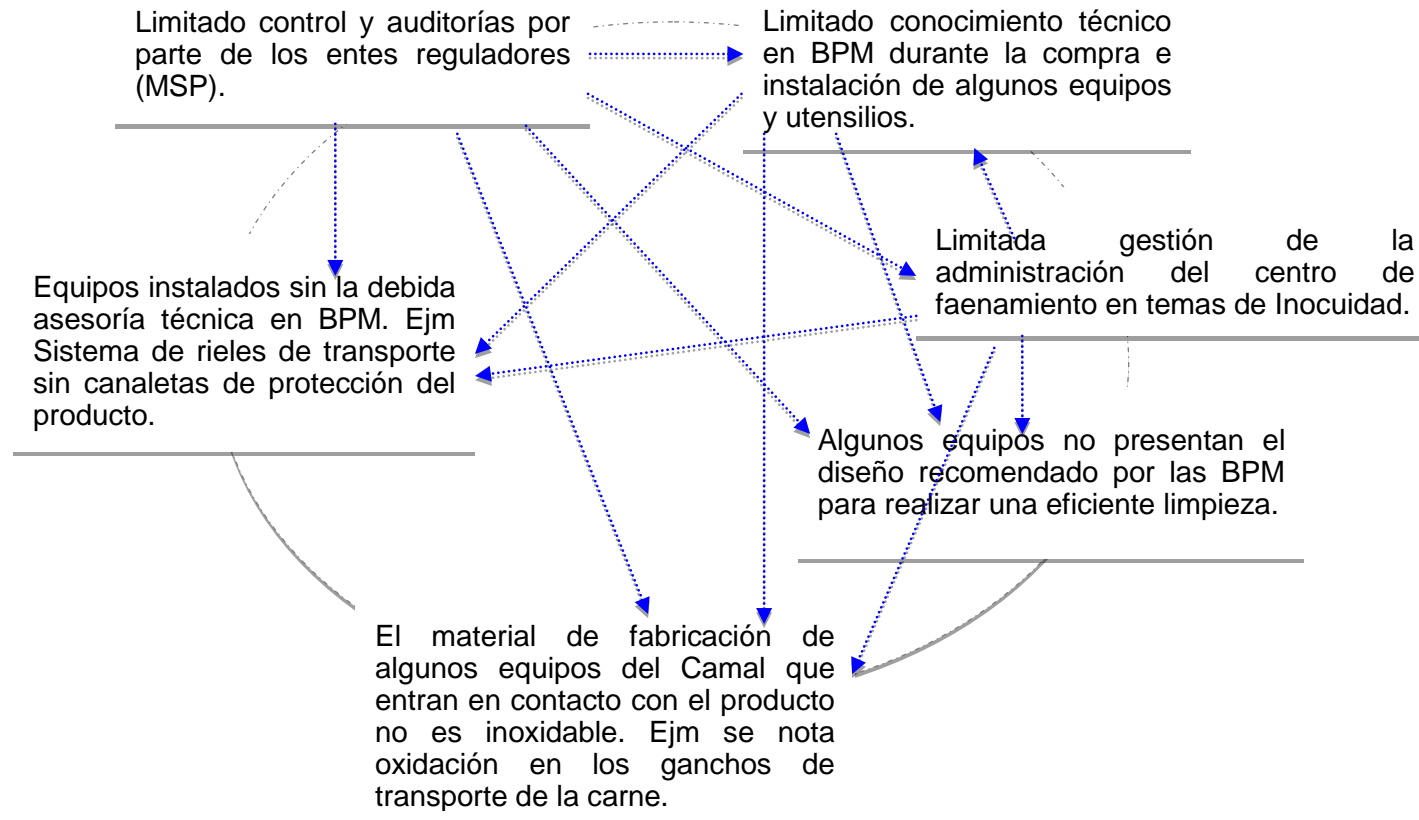 Limitado control y auditorías por
parte de los entes reguladores
(MSP).
Limitado conocimiento técnico
en BPM durante la compra e
instalación de algunos equipos
y utensilios.
Limitada gestión de la
administración del centro de
faenamiento en temas de Inocuidad.
Equipos instalados sin la debida
asesoría técnica en BPM. Ejm
Sistema de rieles de transporte
sin canaletas de protección del
producto.
Algunos equipos no presentan el
diseño recomendado por las BPM
para realizar una eficiente limpieza.
El material de fabricación de
algunos equipos del Camal que
entran en contacto con el producto
no es inoxidable. Ejm se nota
oxidación en los ganchos de
transporte de la carne.